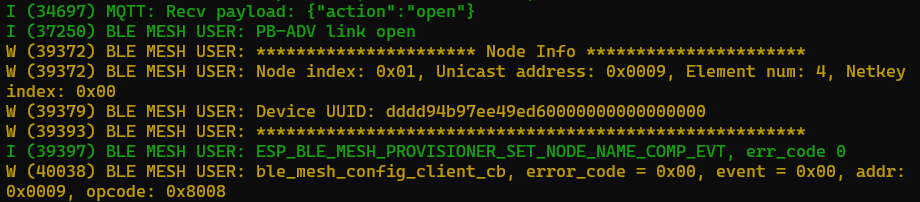 I (34697) MQTT: Recv payload: {"action":"open"}
I (37250) BLE MESH USER: PB-ADV link open
W (39372) BLE MESH USER: ********************** Node Info **********************
W (39372) BLE MESH USER: Node index: 0x01, Unicast address: 0x0009, Element num: 4, Netkey
index: 0x00
W (39379) BLE MESH USER: Device UUID: dddd94b97ee49ed60000000000000000
W (39393) BLE MESH USER: *******************************************************
I (39397) BLE MESH USER: ESP_BLE_MESH_PROVISIONER_SET_NODE_NAME_COMP_EVT, err_code 0
W (40038) BLE MESH USER: ble_mesh_config_client_cb, error_code = 0x00, event = 0x00, addr:
0x0009, opcode: 0x8008